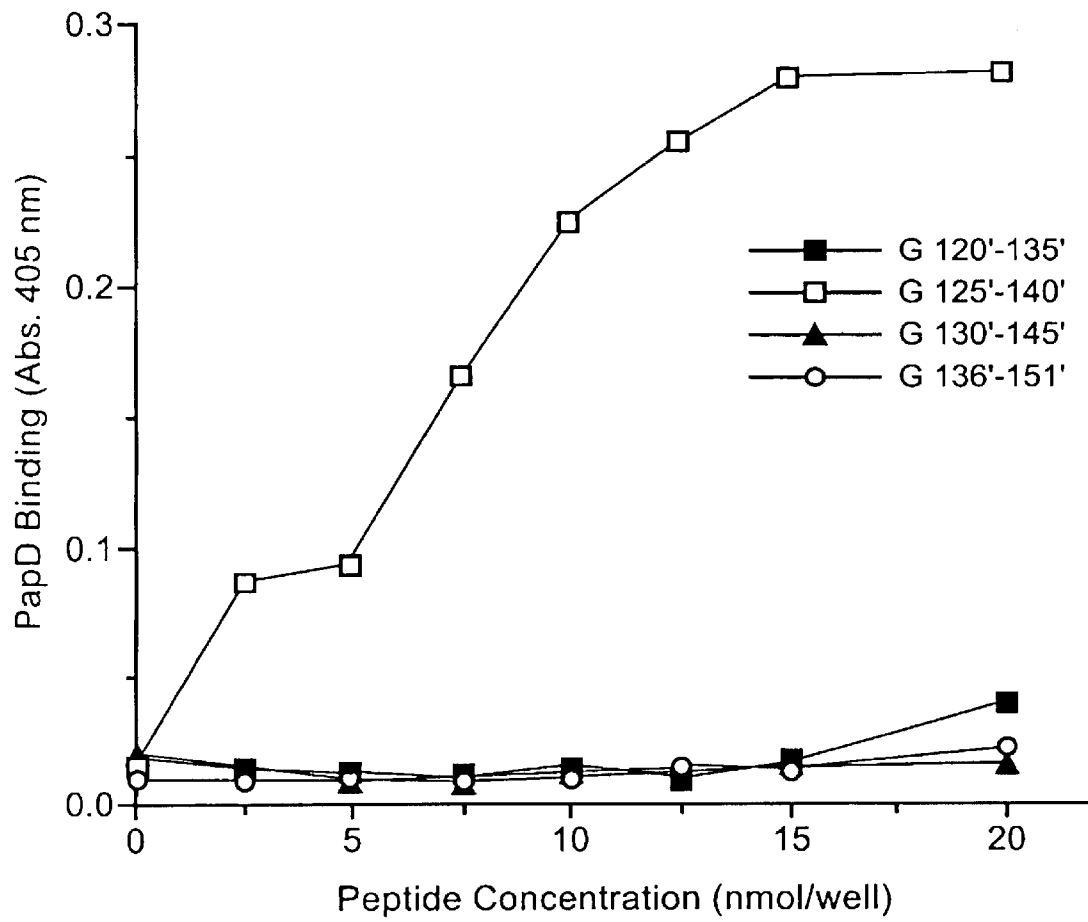 0.3
0.2
0.1
0.0
PapD Binding (Abs. 405 nm)
G 120'-135'
G 125'-140'
G 130'-145'
G 136'-151'
0 5 10 15 20
Peptide Concentration (nmol/well)